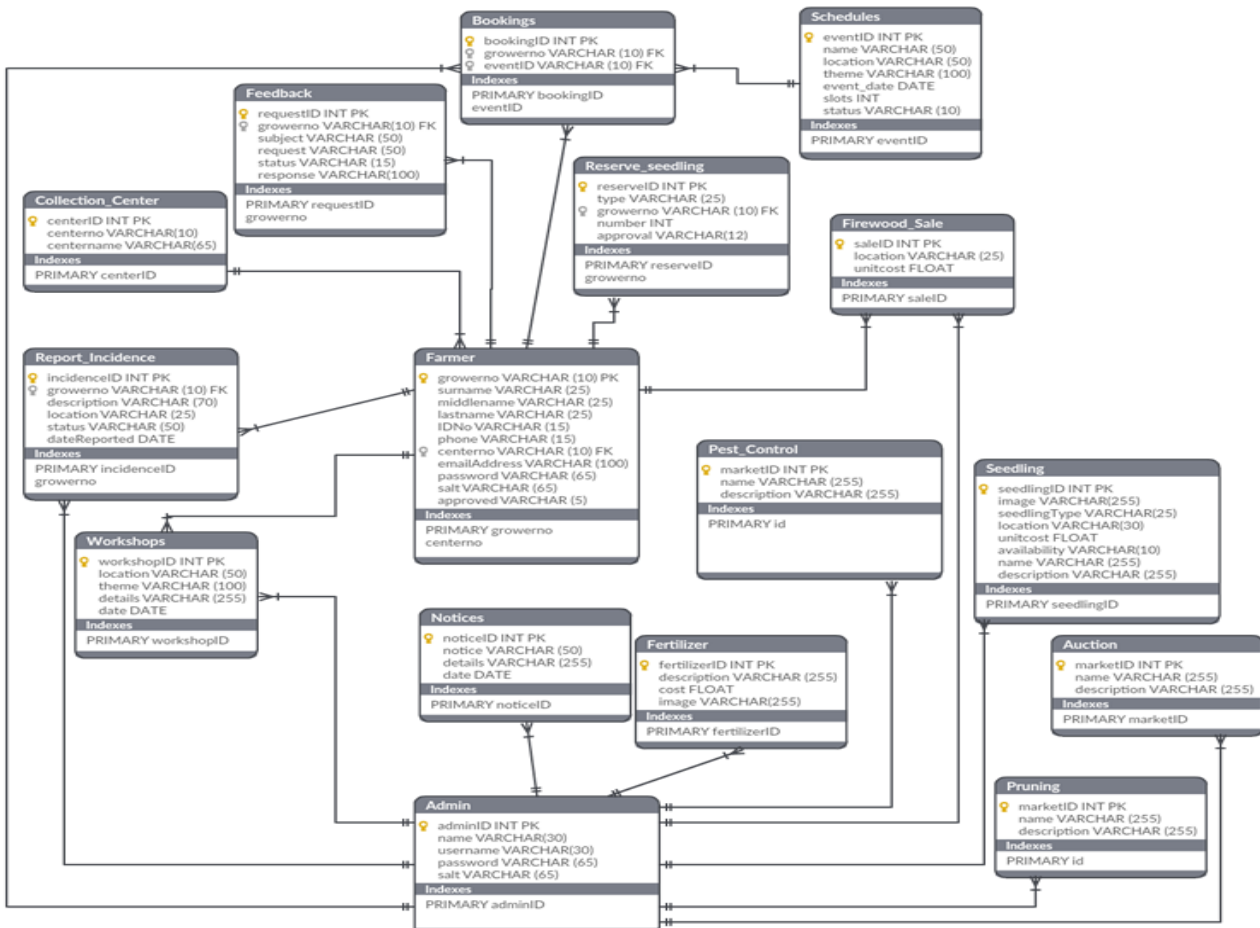 Bookings
bookingID INT PK
growerno VARCHAR (10) FK
eventID VARCHAR (10) FK
Indexes
PRIMARY bookingID
eventID
Schedules
eventID INT PK
name VARCHAR (50)
location VARCHAR (50)
theme VARCHAR (100)
event_date DATE
slots INT
status VARCHAR (10)
Indexes
PRIMARY eventID
Feedback
requestID INT PK
growerno VARCHAR(10) FK
subject VARCHAR (50)
request VARCHAR (50)
status VARCHAR (15)
response VARCHAR(100)
Indexes
PRIMARY requestID
growerno
Reserve_seedling
reserveID INT PK
type VARCHAR (25)
growerno VARCHAR (10) FK
number INT
approval VARCHAR(12)
Indexes
PRIMARY reserveID
growerno
Collection_Center
centerID INT PK
centerno VARCHAR(10)
centername VARCHAR(65)
Indexes
PRIMARY centerID
Firewood_Sale
saleID INT PK
location VARCHAR (25)
unitcost FLOAT
Indexes
PRIMARY saleID
Report_Incidence
incidenceID INT PK
growerno VARCHAR (10) FK
description VARCHAR (70)
location VARCHAR (25)
status VARCHAR (50)
dateReported DATE
Indexes
PRIMARY incidenceID
growerno
Farmer
growerno VARCHAR (10) PK
surname VARCHAR (25)
middlename VARCHAR (25)
lastname VARCHAR (25)
IDNo VARCHAR (15)
phone VARCHAR (15)
centerno VARCHAR (10) FK
emailAddress VARCHAR (100)
password VARCHAR (65)
salt VARCHAR (65)
approved VARCHAR (5)
Indexes
PRIMARY growerno
centerno
Pest_Control
marketID INT PK
name VARCHAR (255)
description VARCHAR (255)
Indexes
PRIMARY id
Seedling
seedlingID INT PK
image VARCHAR(255)
seedlingType VARCHAR(25)
location VARCHAR(30)
unitcost FLOAT
availability VARCHAR(10)
name VARCHAR (255)
description VARCHAR (255)
Indexes
PRIMARY seedlingID
Workshops
workshopID INT PK
location VARCHAR (50)
theme VARCHAR (100)
details VARCHAR (255)
date DATE
Indexes
PRIMARY workshopID
Notices
noticeID INT PK
notice VARCHAR (50)
details VARCHAR (255)
date DATE
Indexes
PRIMARY noticeID
Fertilizer
fertilizerID INT PK
description VARCHAR (255)
cost FLOAT
image VARCHAR(255)
Indexes
PRIMARY fertilizerID
Auction
marketID INT PK
name VARCHAR (255)
description VARCHAR (255)
Indexes
PRIMARY marketID
Admin
adminID INT PK
name VARCHAR(30)
username VARCHAR(30)
password VARCHAR (65)
salt VARCHAR (65)
Indexes
PRIMARY adminID
Pruning
marketID INT PK
name VARCHAR (255)
description VARCHAR (255)
Indexes
PRIMARY id